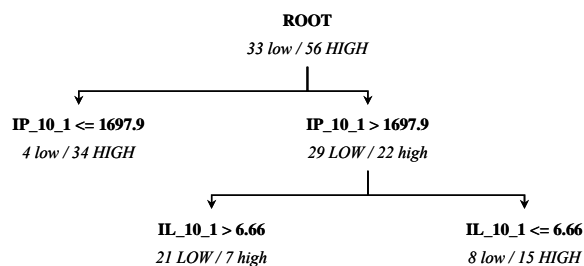 ROOT
33 low / 56 HIGH
IP_10_1 <= 1697.9
4 low / 34 HIGH
IP_10_1 > 1697.9
29 LOW / 22 high
IL_10_1 > 6.66
21 LOW / 7 high
IL_10_1 <= 6.66
8 low / 15 HIGH